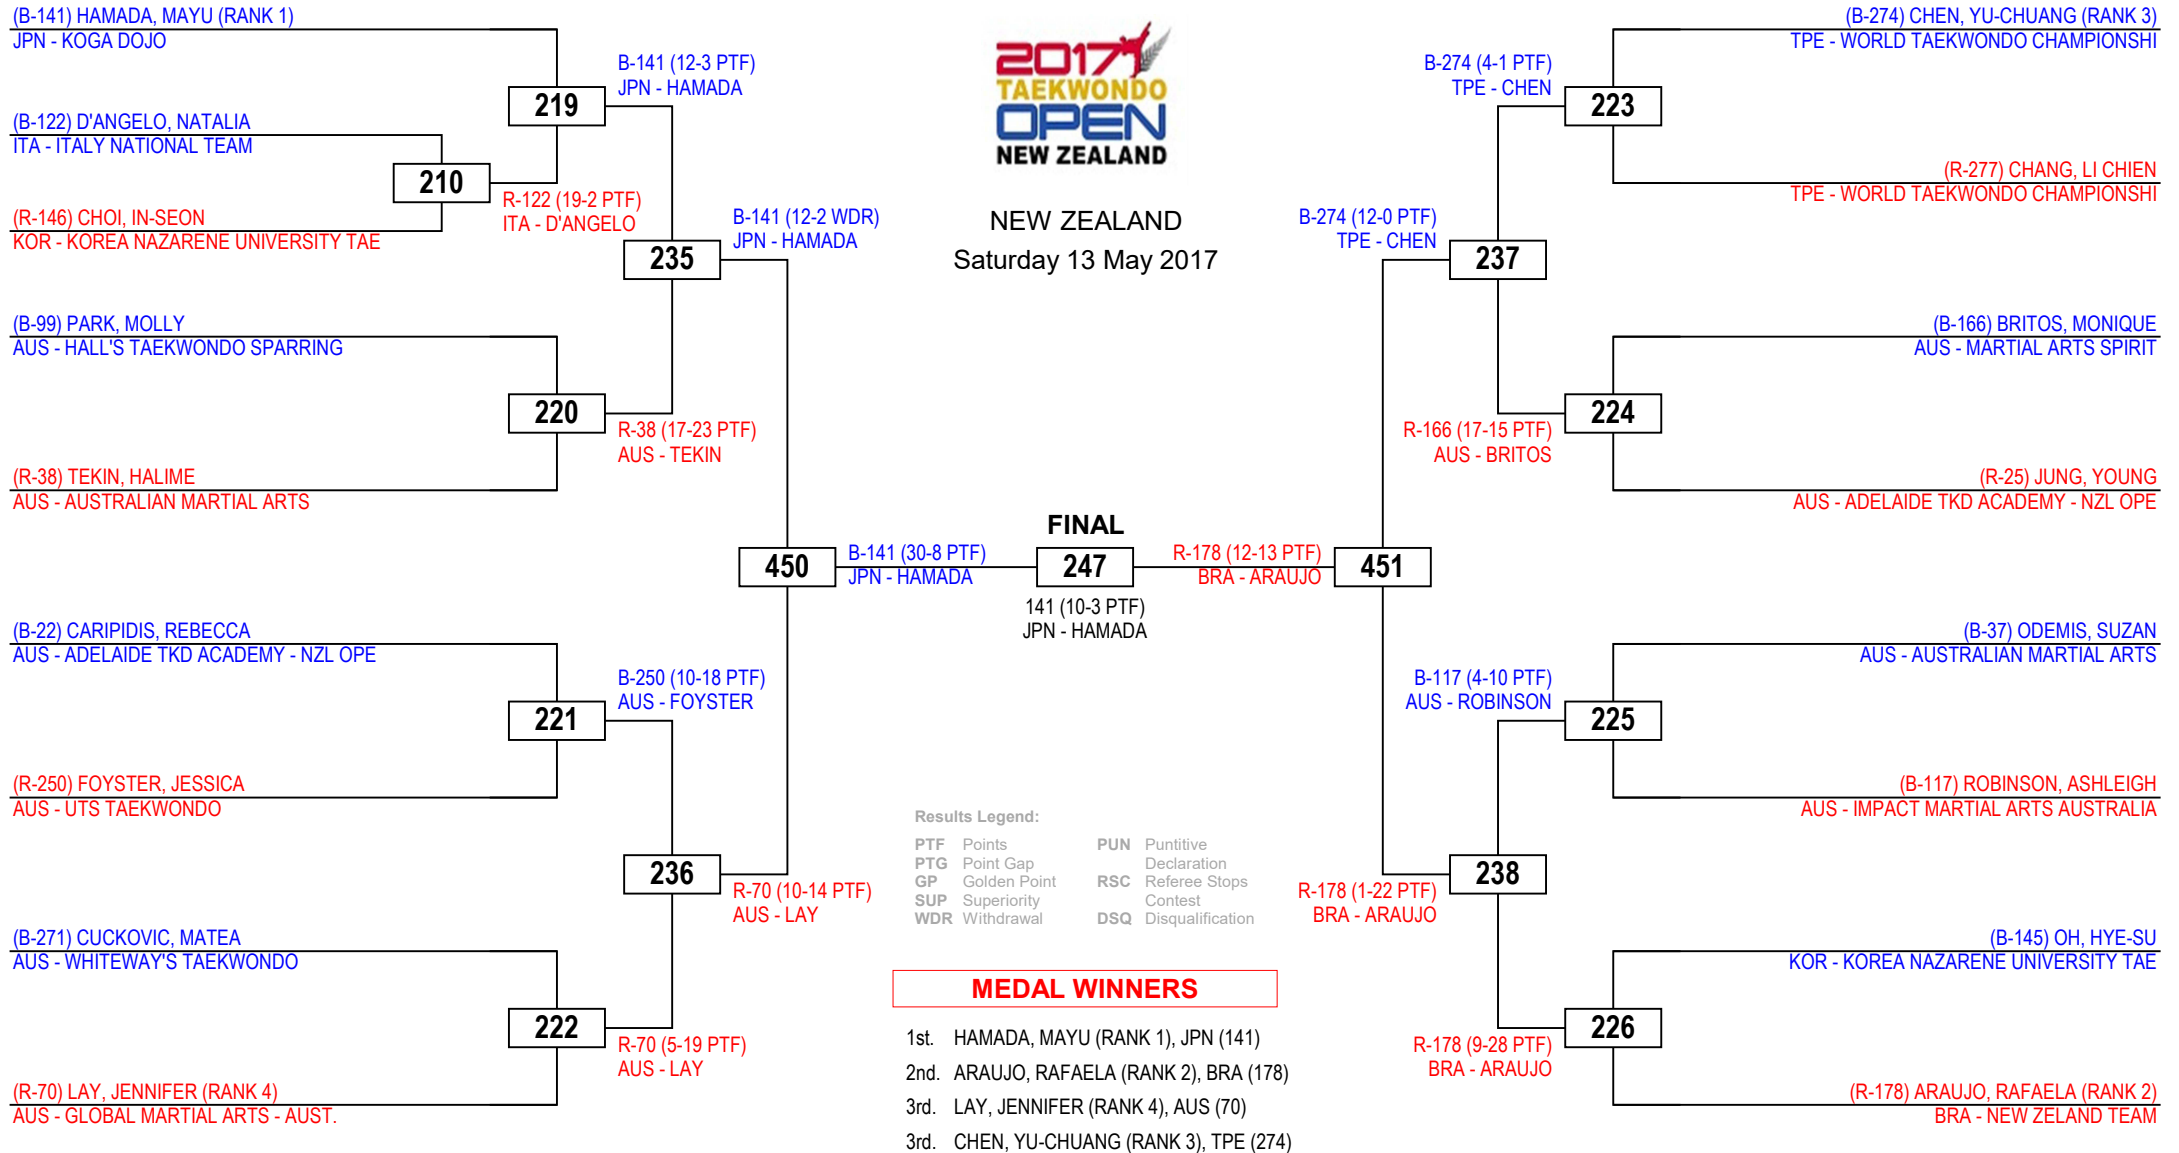 (B-141) HAMADA, MAYU (RANK 1)
JPN - KOGA DOJO
(B-122) D'ANGELO, NATALIA
ITA - ITALY NATIONAL TEAM
(R-146) CHOI, IN-SEON
KOR - KOREA NAZARENE UNIVERSITY TAE
(B-99) PARK, MOLLY
AUS - HALL'S TAEKWONDO SPARRING
(R-38) TEKIN, HALIME
AUS - AUSTRALIAN MARTIAL ARTS
(B-22) CARIPIDIS, REBECCA
AUS - ADELAIDE TKD ACADEMY - NZL OPE
(R-250) FOYSTER, JESSICA
AUS - UTS TAEKWONDO
(B-271) CUCKOVIC, MATEA
AUS - WHITEWAY'S TAEKWONDO
(R-70) LAY, JENNIFER (RANK 4)
AUS - GLOBAL MARTIAL ARTS - AUST.
210
R-122 (19-2 PTF)
ITA - D'ANGELO
219
B-141 (12-3 PTF)
JPN - HAMADA
220
R-38 (17-23 PTF)
AUS - TEKIN
221
B-250 (10-18 PTF)
AUS - FOYSTER
222
R-70 (5-19 PTF)
AUS - LAY
235
B-141 (12-2 WDR)
JPN - HAMADA
236
R-70 (10-14 PTF)
AUS - LAY
450
B-141 (30-8 PTF)
JPN - HAMADA
2017
TAEKWONDO
OPEN
NEW ZEALAND
NEW ZEALAND
Saturday 13 May 2017
FINAL
247
141 (10-3 PTF)
JPN - HAMADA
R-178 (12-13 PTF)
BRA - ARAUJO
451
B-274 (12-0 PTF)
TPE - CHEN
237
R-178 (1-22 PTF)
BRA - ARAUJO
238
B-274 (4-1 PTF)
TPE - CHEN
223
R-166 (17-15 PTF)
AUS - BRITOS
224
B-117 (4-10 PTF)
AUS - ROBINSON
225
R-178 (9-28 PTF)
BRA - ARAUJO
226
(B-274) CHEN, YU-CHUANG (RANK 3)
TPE - WORLD TAEKWONDO CHAMPIONSHI
(R-277) CHANG, LI CHIEN
TPE - WORLD TAEKWONDO CHAMPIONSHI
(B-166) BRITOS, MONIQUE
AUS - MARTIAL ARTS SPIRIT
(R-25) JUNG, YOUNG
AUS - ADELAIDE TKD ACADEMY - NZL OPE
(B-37) ODEMIS, SUZAN
AUS - AUSTRALIAN MARTIAL ARTS
(B-117) ROBINSON, ASHLEIGH
AUS - IMPACT MARTIAL ARTS AUSTRALIA
(B-145) OH, HYE-SU
KOR - KOREA NAZARENE UNIVERSITY TAE
(R-178) ARAUJO, RAFAELA (RANK 2)
BRA - NEW ZELAND TEAM
Results Legend:
PTF Points
PTG Point Gap
GP Golden Point
SUP Superiority
WDR Withdrawal
PUN Puntitive
Declaration
RSC Referee Stops
Contest
DSQ Disqualification
MEDAL WINNERS
1st. HAMADA, MAYU (RANK 1), JPN (141)
2nd. ARAUJO, RAFAELA (RANK 2), BRA (178)
3rd. LAY, JENNIFER (RANK 4), AUS (70)
3rd. CHEN, YU-CHUANG (RANK 3), TPE (274)